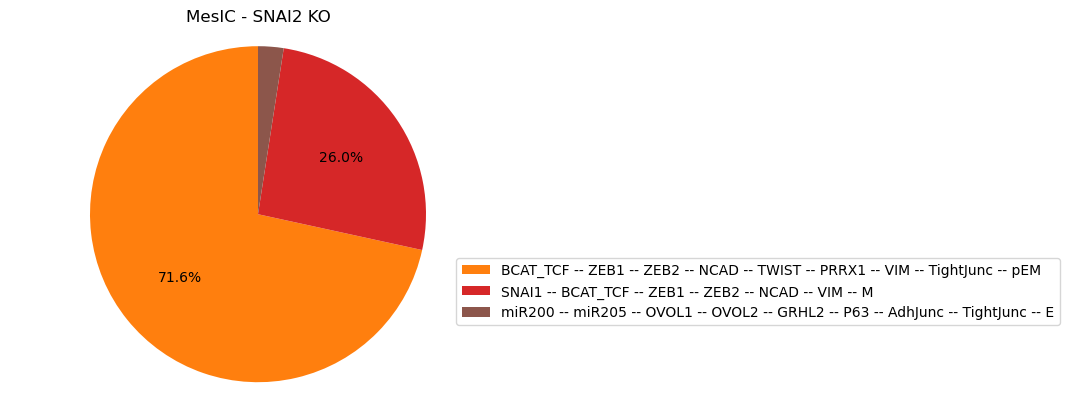 MesIC - SNAI2 KO
26.0%
71.6%
BCAT_TCF -- ZEB1 -- ZEB2 -- NCAD -- TWIST -- PRRX1 -- VIM -- TightJunc -- pEM
SNAI1 -- BCAT_TCF -- ZEB1 -- ZEB2 -- NCAD -- VIM -- M
miR200 -- miR205 -- OVOL1 -- OVOL2 -- GRHL2 -- P63 -- AdhJunc -- TightJunc -- E